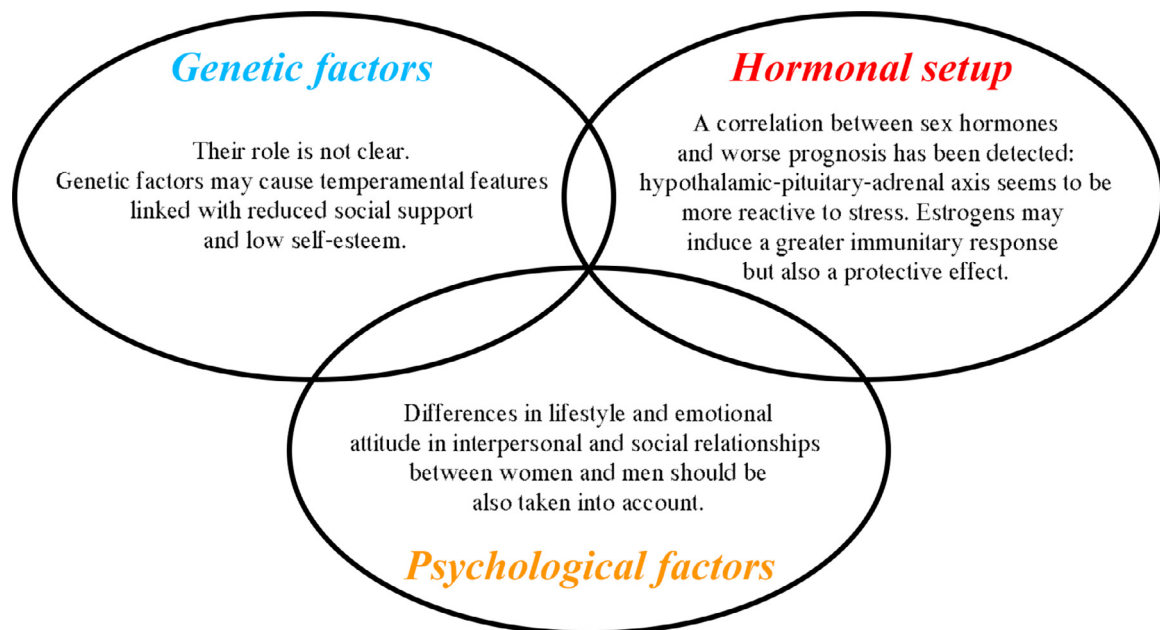 Genetic factors
Their role is not clear.
Genetic factors may cause temperamental features
linked with reduced social support
and low self-esteem.
Hormonal setup
A correlation between sex hormones
and worse prognosis has been detected:
hypothalamic-pituitary-adrenal axis seems to be
more reactive to stress. Estrogens may
induce a greater immunitary response
but also a protective effect.
Differences in lifestyle and emotional
attitude in interpersonal and social relationships
between women and men should be
also taken into account.
Psychological factors